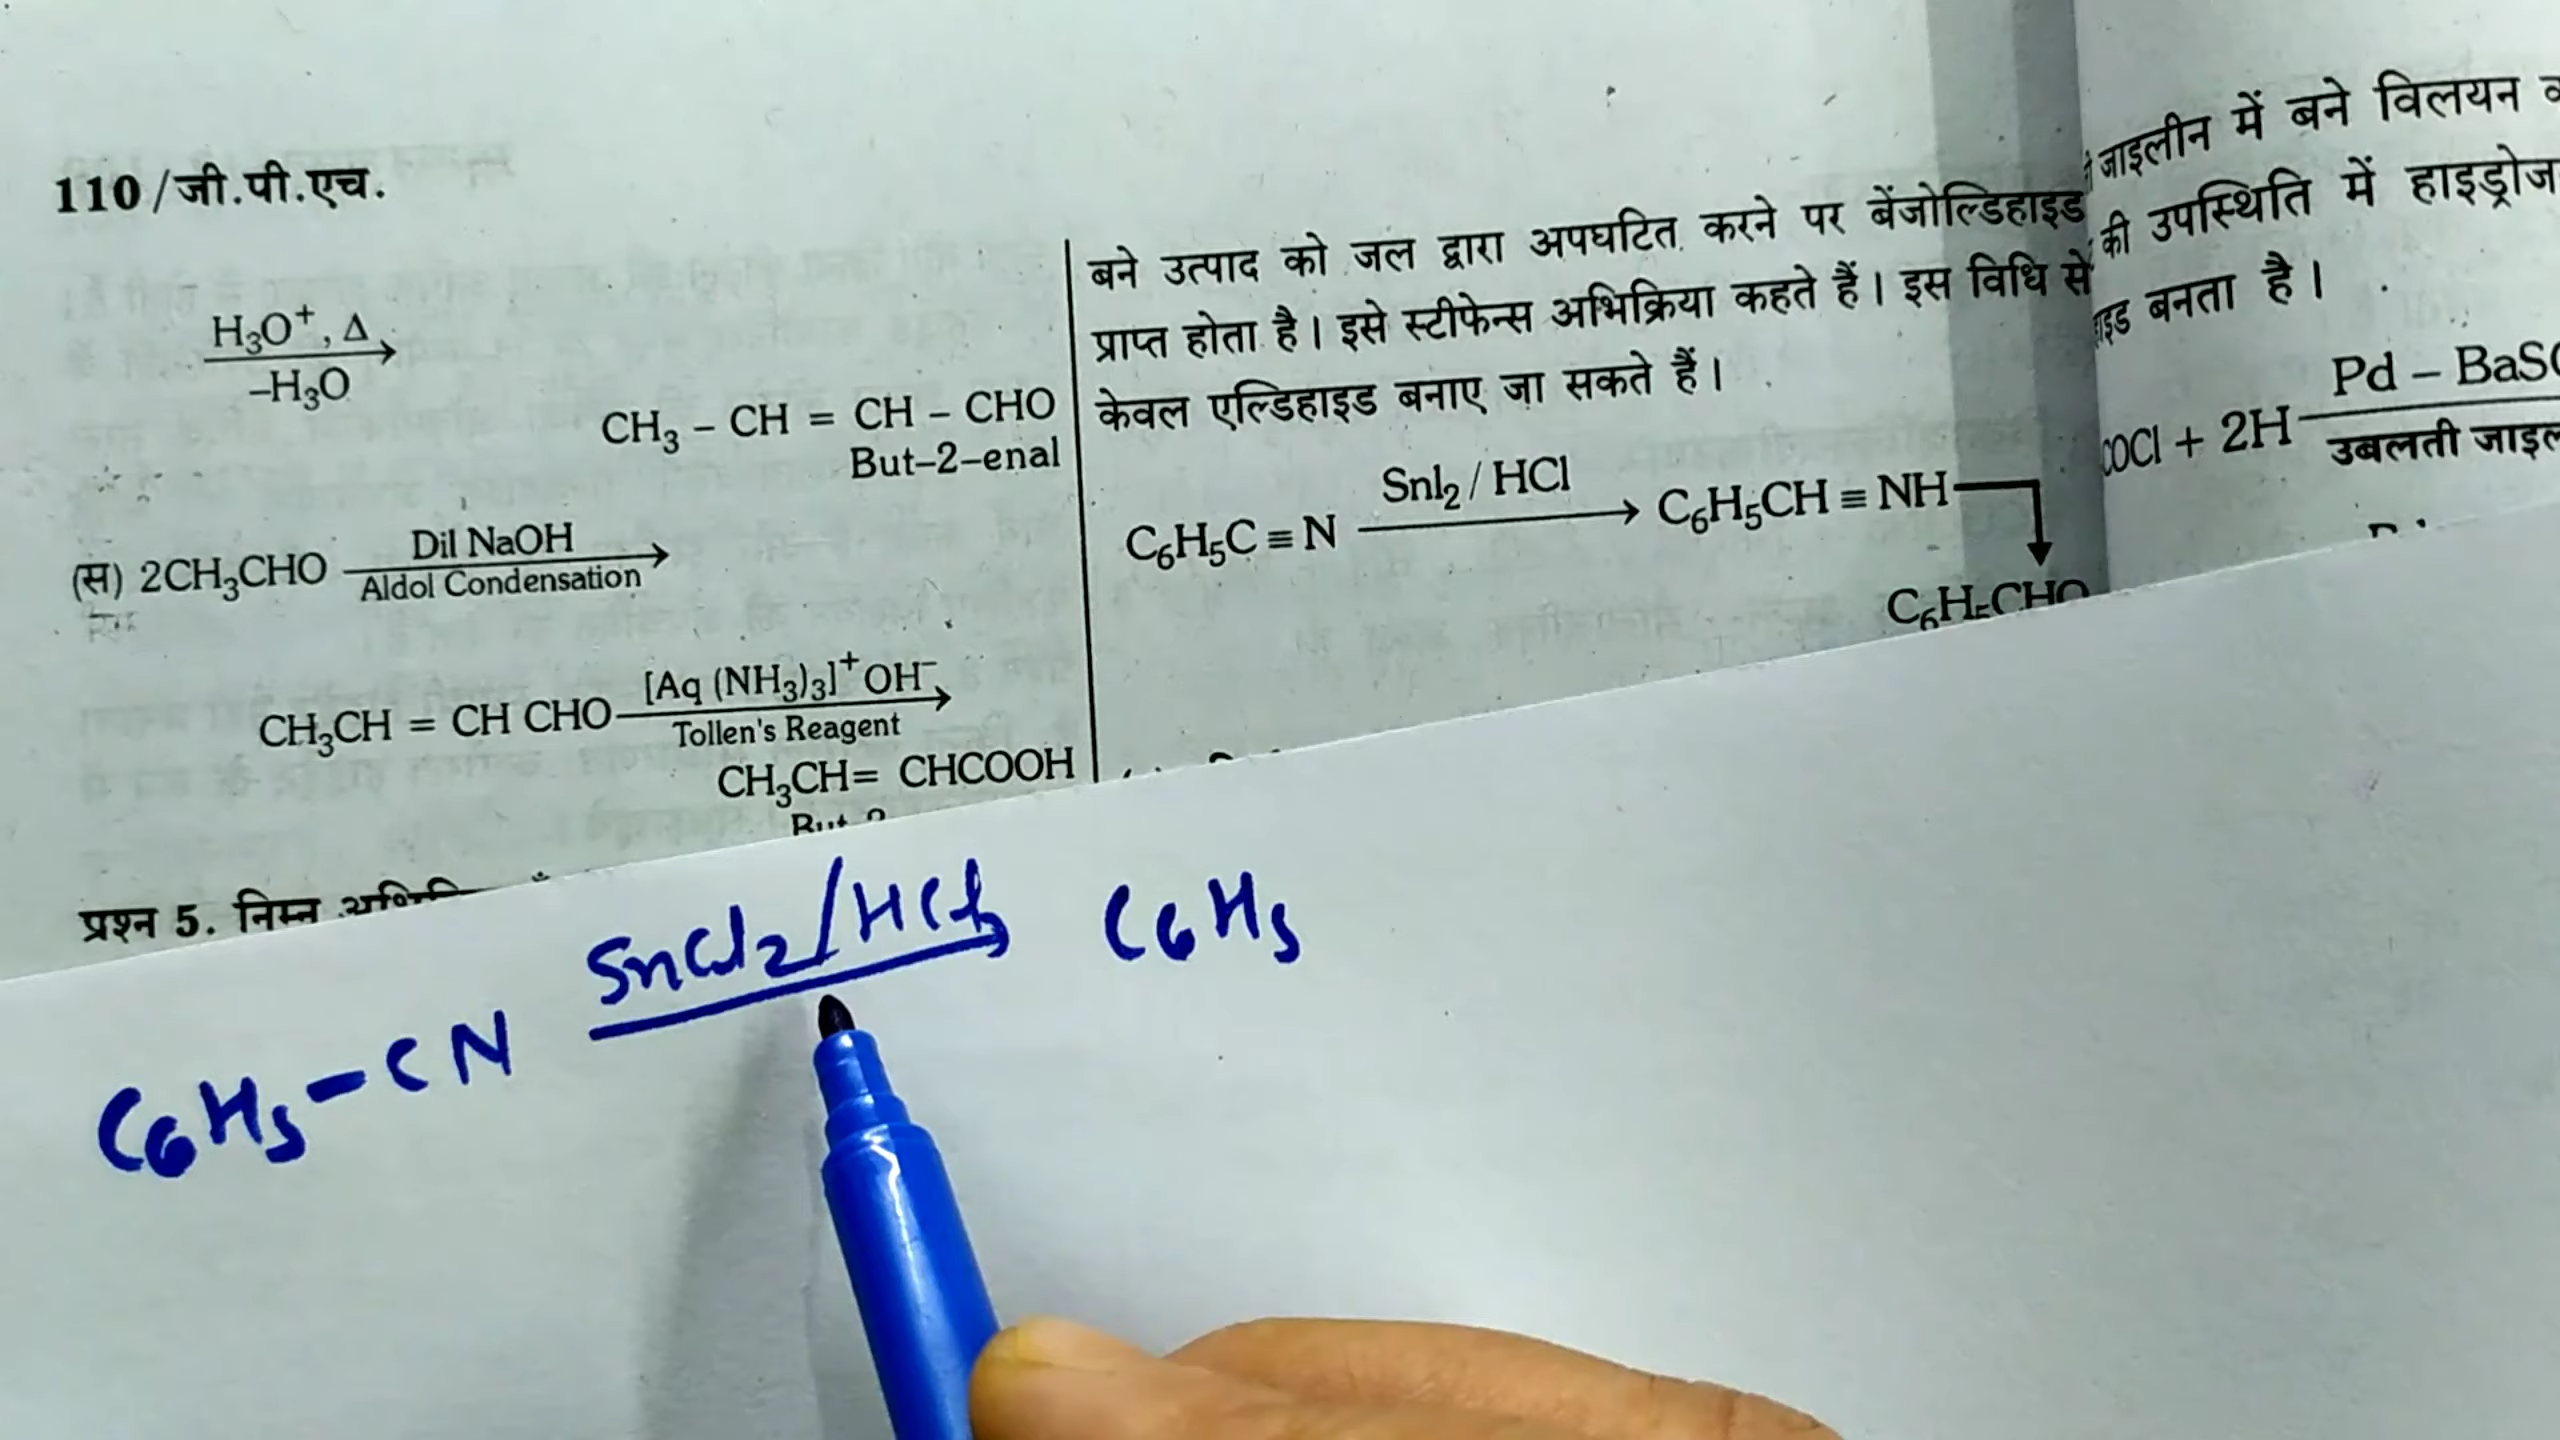 110/जी.पी.एच.
H₃O⁺, Δ
–H₃O
CH₃ – CH = CH – CHO
But–2–enal
(स) 2CH₃CHO
Dil NaOH
Aldol Condensation
CH₃CH = CH CHO
[Aq (NH₃)₃]⁺OH⁻
Tollen's Reagent
CH₃CH= CHCOOH
प्रश्न 5. निम्न
बने उत्पाद को जल द्वारा अपघटित करने पर बेंजोल्डिहाइड
प्राप्त होता है। इसे स्टीफेन्स अभिक्रिया कहते हैं। इस विधि से
केवल एल्डिहाइड बनाए जा सकते हैं।
C₆H₅C ≡ N
SnI₂ / HCl
C₆H₅CH ≡ NH
C₆H₅CHO
जाइलीन में बने विलयन
की उपस्थिति में
बनता है।
COCl + 2H
Pd – BaSO
उबलती
C₆H₅–CN SnCl₂/HCl C₆H₅